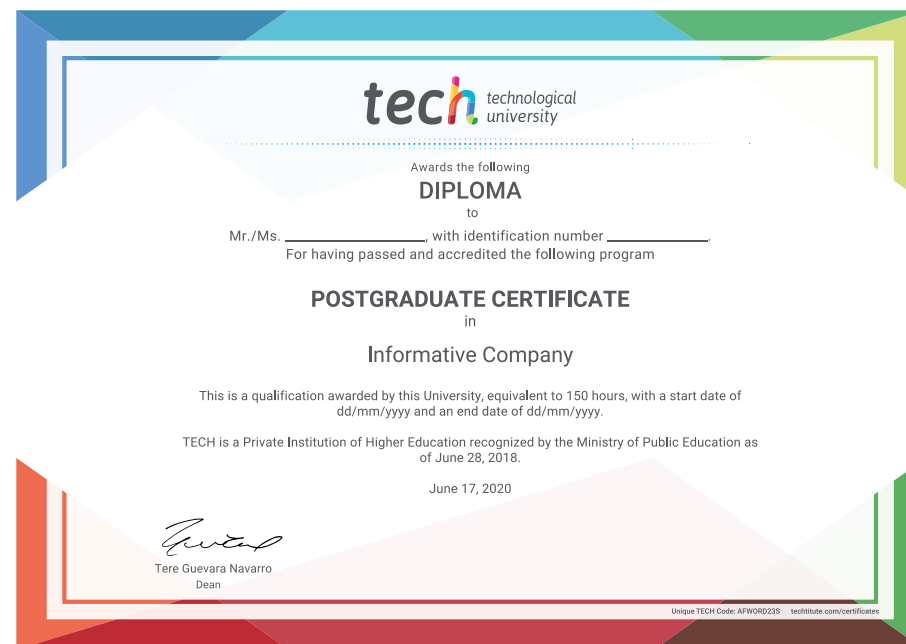 tech technological
university
Awards the following
DIPLOMA
to
Mr./Ms. ____________, with identification number ____________.
For having passed and accredited the following program
POSTGRADUATE CERTIFICATE
in
Informative Company
This is a qualification awarded by this University, equivalent to 150 hours, with a start date of
dd/mm/yyyy and an end date of dd/mm/yyyy.
TECH is a Private Institution of Higher Education recognized by the Ministry of Public Education as
of June 28, 2018.
June 17, 2020
Tere Guevara Navarro
Dean
Unique TECH Code: AFWORD23S techtitute.com/certificates